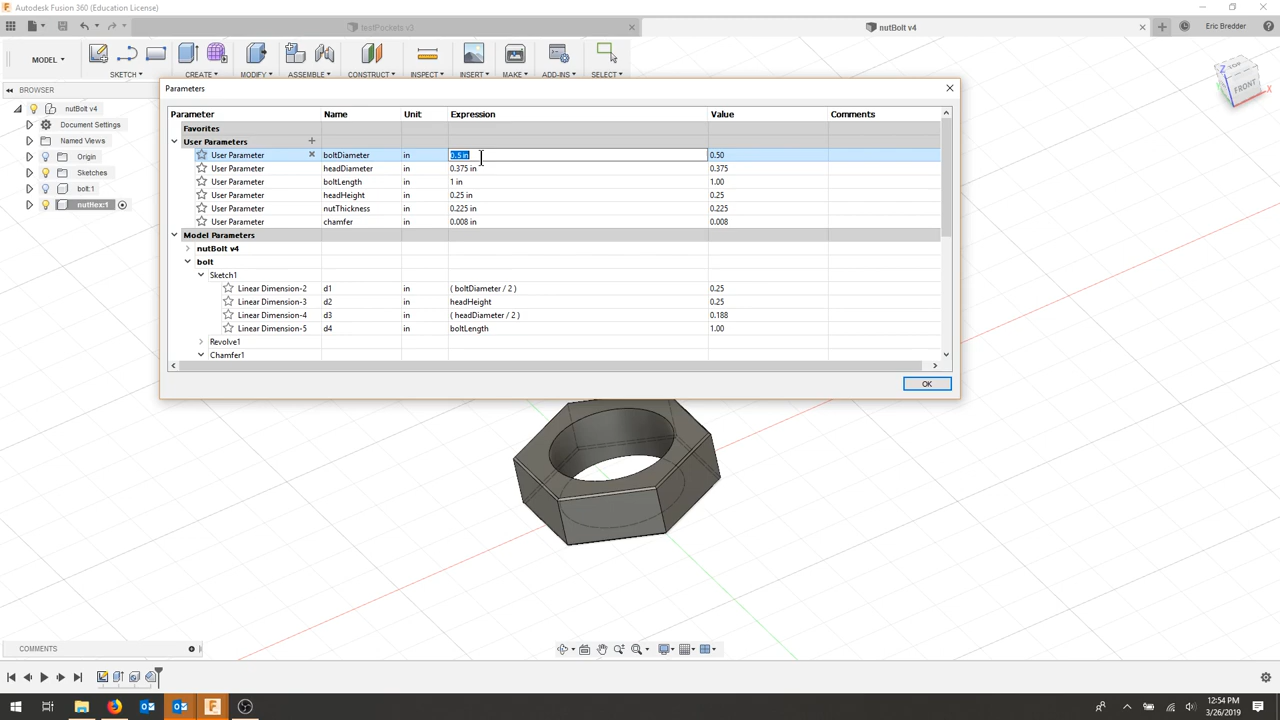 Autodesk Fusion 360 (Education License)
testPockets v3
nutBolt v4
Eric Bredder
MODEL
SKETCH
CREATE
MODIFY
ASSEMBLE
CONSTRUCT
INSPECT
INSERT
MAKE
ADD-INS
SELECT
BROWSER
nutBolt v4
Document Settings
Named Views
Origin
Sketches
bolt:1
nutHex:1
TOP
FRONT
Z
X
Parameters
Parameter Name Unit Expression Value Comments
Favorites
User Parameters +
User Parameter boltDiameter in 0.5 in 0.50
User Parameter headDiameter in 0.375 in 0.375
User Parameter boltLength in 1 in 1.00
User Parameter headHeight in 0.25 in 0.25
User Parameter nutThickness in 0.225 in 0.225
User Parameter chamfer in 0.008 in 0.008
Model Parameters
nutBolt v4
bolt
Sketch1
Linear Dimension-2 d1 in ( boltDiameter / 2 ) 0.25
Linear Dimension-3 d2 in headHeight 0.25
Linear Dimension-4 d3 in ( headDiameter / 2 ) 0.188
Linear Dimension-5 d4 in boltLength 1.00
Revolve1
Chamfer1
OK
COMMENTS
12:54 PM
3/26/2019